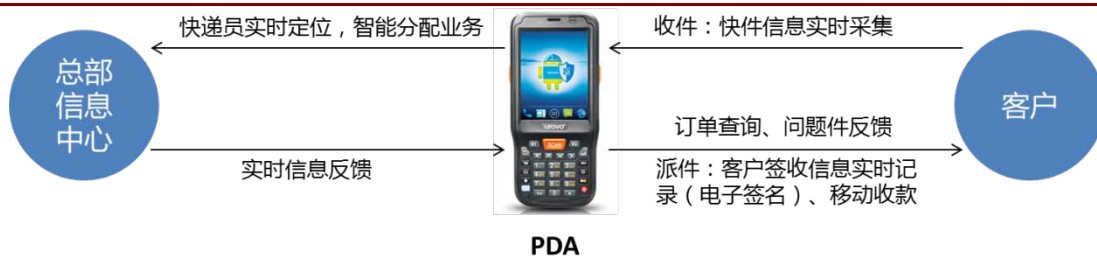 快递员实时定位，智能分配业务
收件：快件信息实时采集
总部
信息
中心
客户
UROVO
SCAN
订单查询、问题件反馈
实时信息反馈
派件：客户签收信息实时记
录（电子签名）、移动收款
PDA